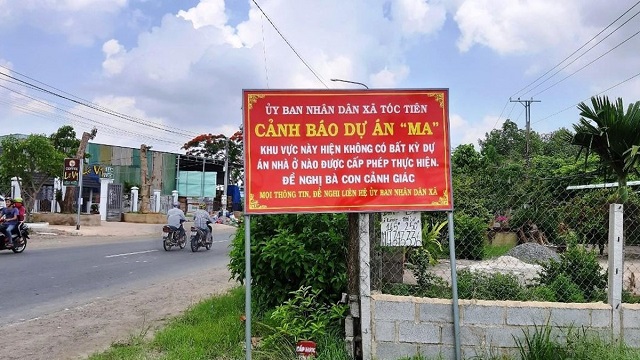 ỦY BAN NHÂN DÂN XÃ TÓC TIÊN
CẢNH BÁO DỰ ÁN "MA"
KHU VỰC NÀY HIỆN KHÔNG CÓ BẤT KỲ DỰ
ÁN NHÀ Ở NÀO ĐƯỢC CẤP PHÉP THỰC HIỆN.
ĐỀ NGHỊ BÀ CON CẢNH GIÁC
MỌI THÔNG TIN, ĐỀ NGHỊ LIÊN HỆ ỦY BAN NHÂN DÂN XÃ